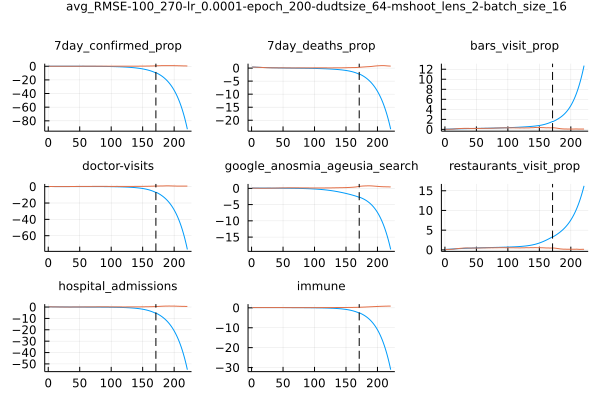 avg_RMSE-100_270-lr_0.0001-epoch_200-dudtsize_64-mshoot_lens_2-batch_size_16
7day_confirmed_prop
0
−20
−40
−60
−80
0 50 100 150 200
7day_deaths_prop
0
−5
−10
−15
−20
0 50 100 150 200
bars_visit_prop
12
10
8
6
4
2
0
0 50 100 150 200
doctor-visits
0
−20
−40
−60
0 50 100 150 200
google_anosmia_ageusia_search
0
−5
−10
−15
0 50 100 150 200
restaurants_visit_prop
15
10
5
0
0 50 100 150 200
hospital_admissions
0
−10
−20
−30
−40
−50
0 50 100 150 200
immune
0
−10
−20
−30
0 50 100 150 200